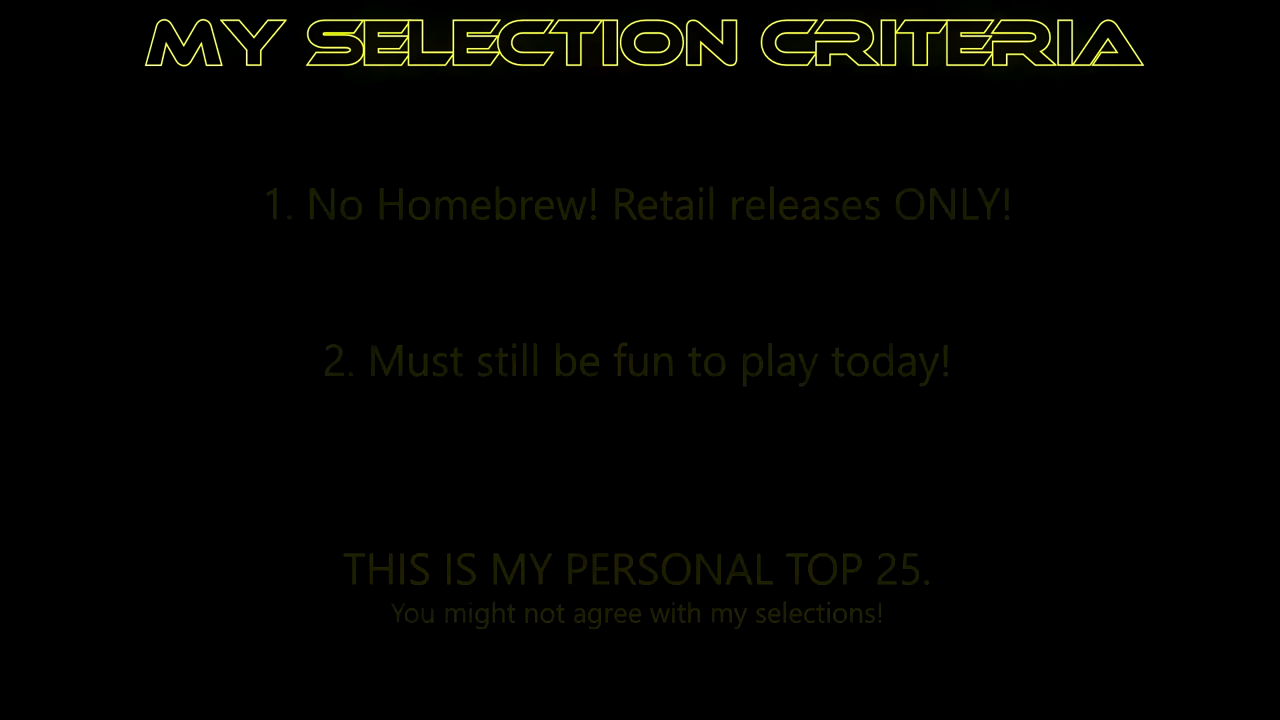 MY SELECTION CRITERIA
1. No Homebrew! Retail releases ONLY!
2. Must still be fun to play today!
THIS IS MY PERSONAL TOP 25.
You might not agree with my selections!